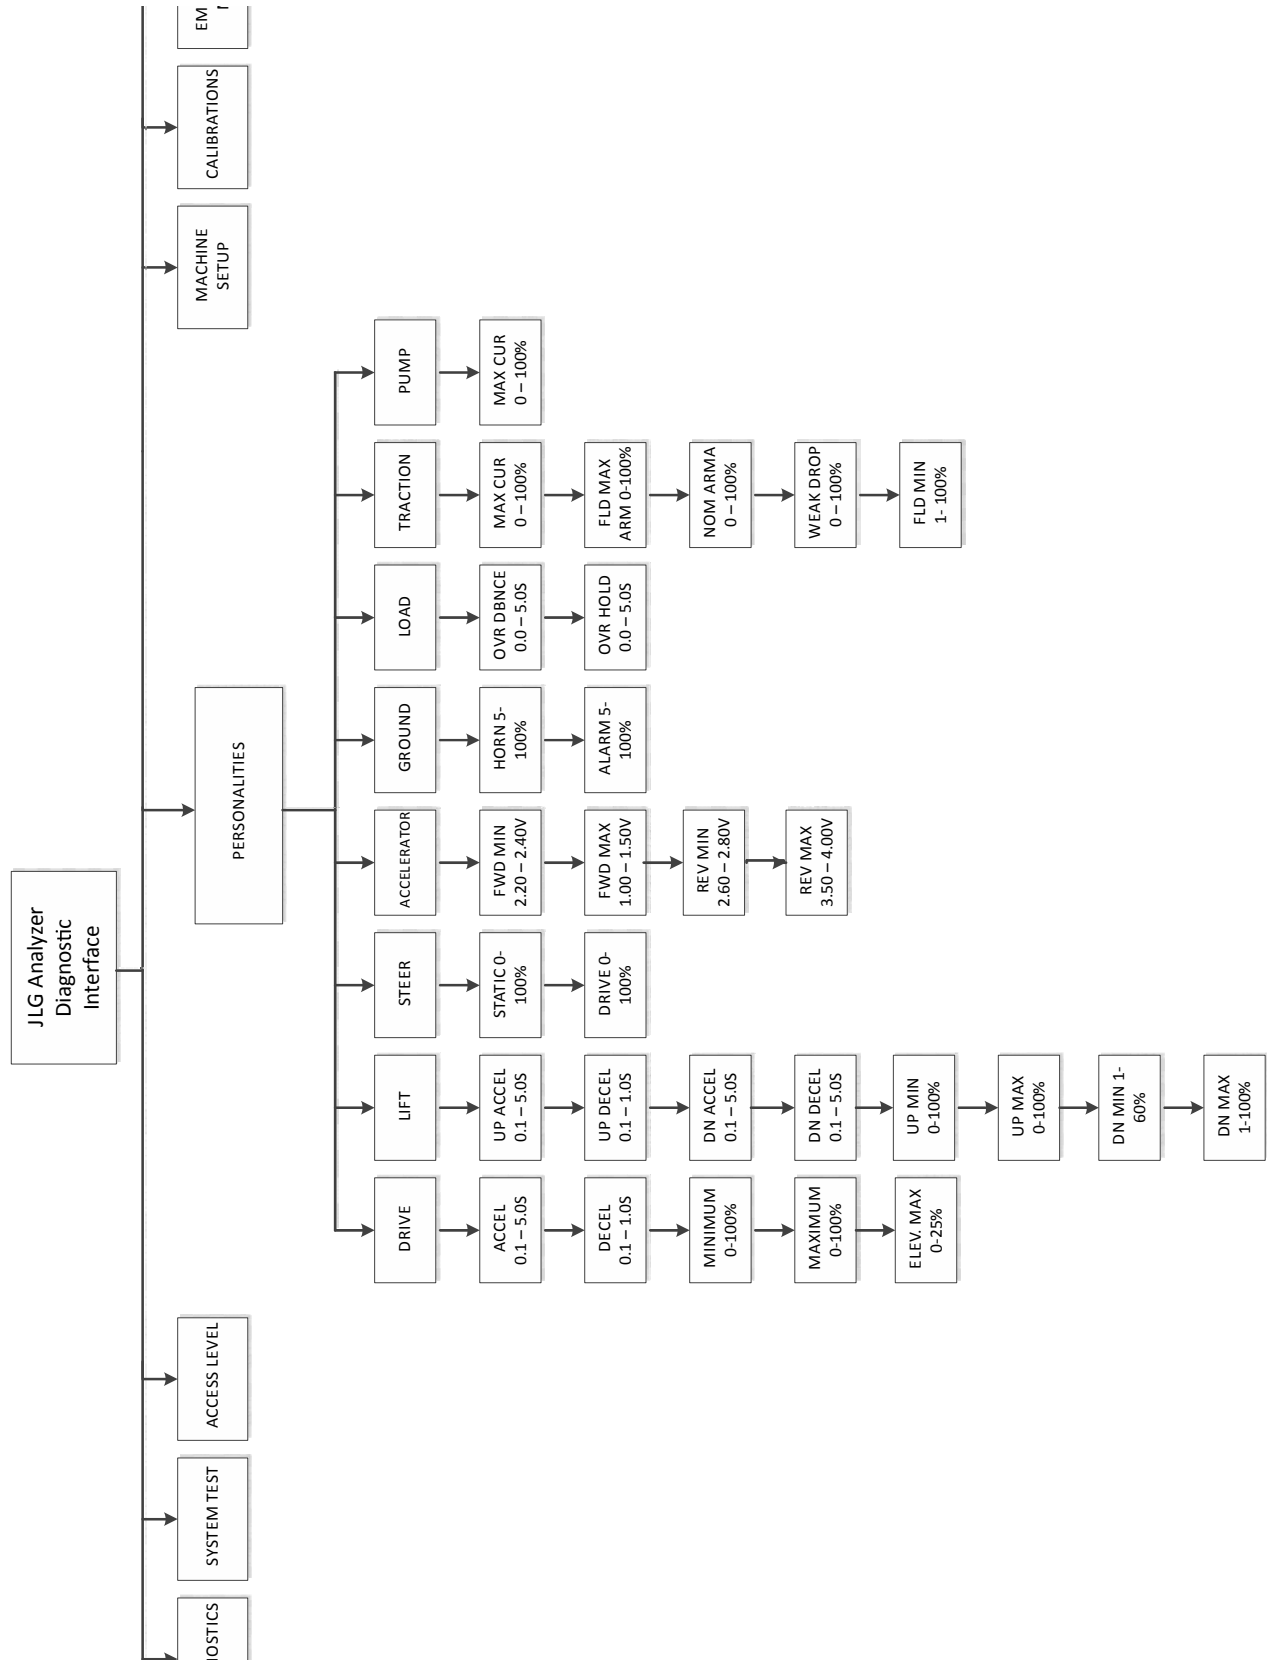 JLG Analyzer
Diagnostic
Interface
SYSTEM TEST
ACCESS LEVEL
PERSONALITIES
MACHINE
SETUP
CALIBRATIONS
EM
DRIVE
ACCEL
0.1 – 5.0S
DECEL
0.1 – 1.0S
MINIMUM
0-100%
MAXIMUM
0-100%
ELEV. MAX
0-25%
LIFT
UP ACCEL
0.1 – 5.0S
UP DECEL
0.1 – 1.0S
DN ACCEL
0.1 – 5.0S
DN DECEL
0.1 – 5.0S
UP MIN
0-100%
UP MAX
0-100%
DN MIN 1-
60%
DN MAX
1-100%
STEER
STATIC 0-
100%
DRIVE 0-
100%
ACCELERATOR
FWD MIN
2.20 – 2.40V
FWD MAX
1.00 – 1.50V
REV MIN
2.60 – 2.80V
REV MAX
3.50 – 4.00V
GROUND
HORN 5-
100%
ALARM 5-
100%
LOAD
OVR DBNCE
0.0 – 5.0S
OVR HOLD
0.0 – 5.0S
TRACTION
MAX CUR
0 – 100%
FLD MAX
ARM 0-100%
NOM ARMA
0 – 100%
WEAK DROP
0 – 100%
FLD MIN
1- 100%
PUMP
MAX CUR
0 – 100%